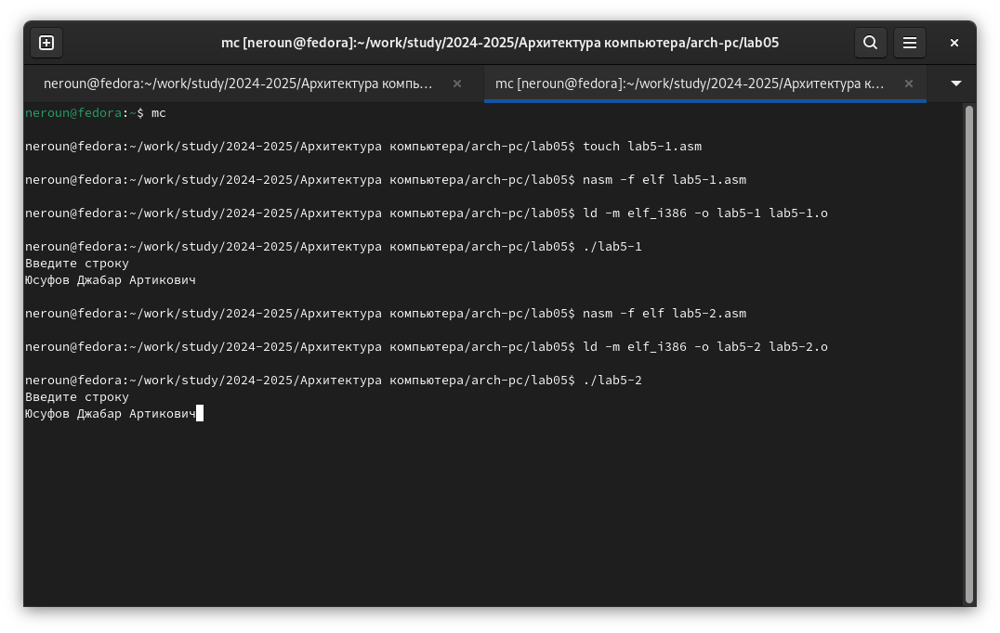 mc [neroun@fedora]:~/work/study/2024-2025/Архитектура компьютера/arch-pc/lab05
neroun@fedora:~/work/study/2024-2025/Архитектура компь…
mc [neroun@fedora]:~/work/study/2024-2025/Архитектура к…
neroun@fedora:~$ mc
neroun@fedora:~/work/study/2024-2025/Архитектура компьютера/arch-pc/lab05$ touch lab5-1.asm
neroun@fedora:~/work/study/2024-2025/Архитектура компьютера/arch-pc/lab05$ nasm -f elf lab5-1.asm
neroun@fedora:~/work/study/2024-2025/Архитектура компьютера/arch-pc/lab05$ ld -m elf_i386 -o lab5-1 lab5-1.o
neroun@fedora:~/work/study/2024-2025/Архитектура компьютера/arch-pc/lab05$ ./lab5-1
Введите строку
Юсуфов Джабар Артикович
neroun@fedora:~/work/study/2024-2025/Архитектура компьютера/arch-pc/lab05$ nasm -f elf lab5-2.asm
neroun@fedora:~/work/study/2024-2025/Архитектура компьютера/arch-pc/lab05$ ld -m elf_i386 -o lab5-2 lab5-2.o
neroun@fedora:~/work/study/2024-2025/Архитектура компьютера/arch-pc/lab05$ ./lab5-2
Введите строку
Юсуфов Джабар Артикович